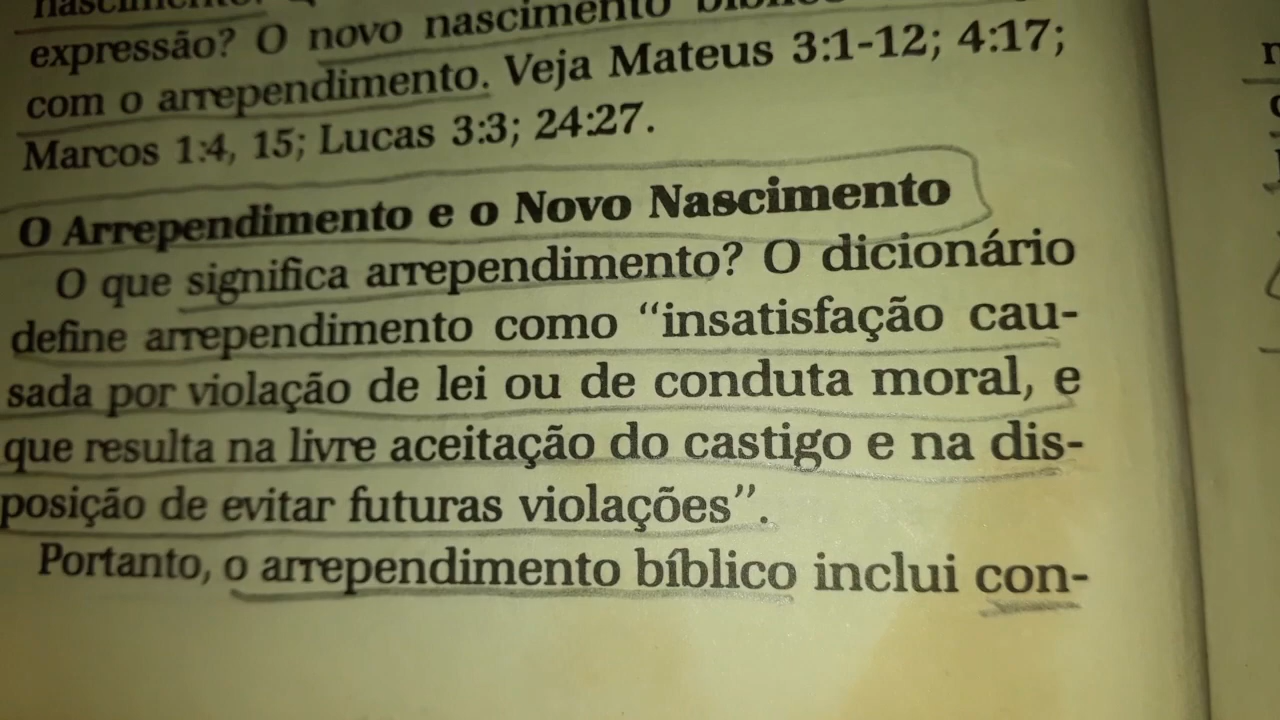 nascimento.
expressão? O novo nascimento
com o arrependimento. Veja Mateus 3:1-12; 4:17;
Marcos 1:4, 15; Lucas 3:3; 24:27.
O Arrependimento e o Novo Nascimento
O que significa arrependimento? O dicionário
define arrependimento como “insatisfação cau-
sada por violação de lei ou de conduta moral, e
que resulta na livre aceitação do castigo e na dis-
posição de evitar futuras violações”.
Portanto, o arrependimento bíblico inclui con-